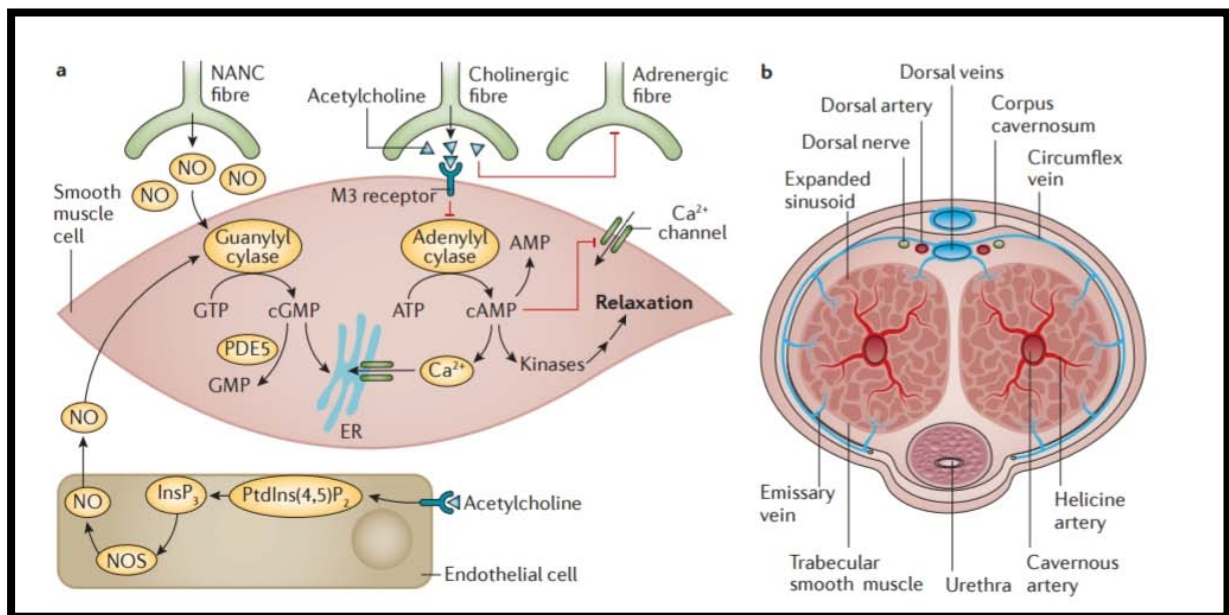 a
NANC
fibre
Cholinergic
fibre
Adrenergic
fibre
Acetylcholine
NO
NO
NO
M3 receptor
Smooth
muscle
cell
Guanylyl
cylase
Adenylyl
cylase
AMP
Ca²⁺
channel
GTP
cGMP
ATP
cAMP
Relaxation
PDE5
GMP
Ca²⁺
Kinases
ER
NO
NO
InsP₃
PtdIns(4,5)P₂
Acetylcholine
NOS
Endothelial cell
b
Dorsal veins
Dorsal artery
Corpus
cavernosum
Dorsal nerve
Circumflex
vein
Expanded
sinusoid
Emissary
vein
Helicine
artery
Trabecular
smooth muscle
Urethra
Cavernous
artery